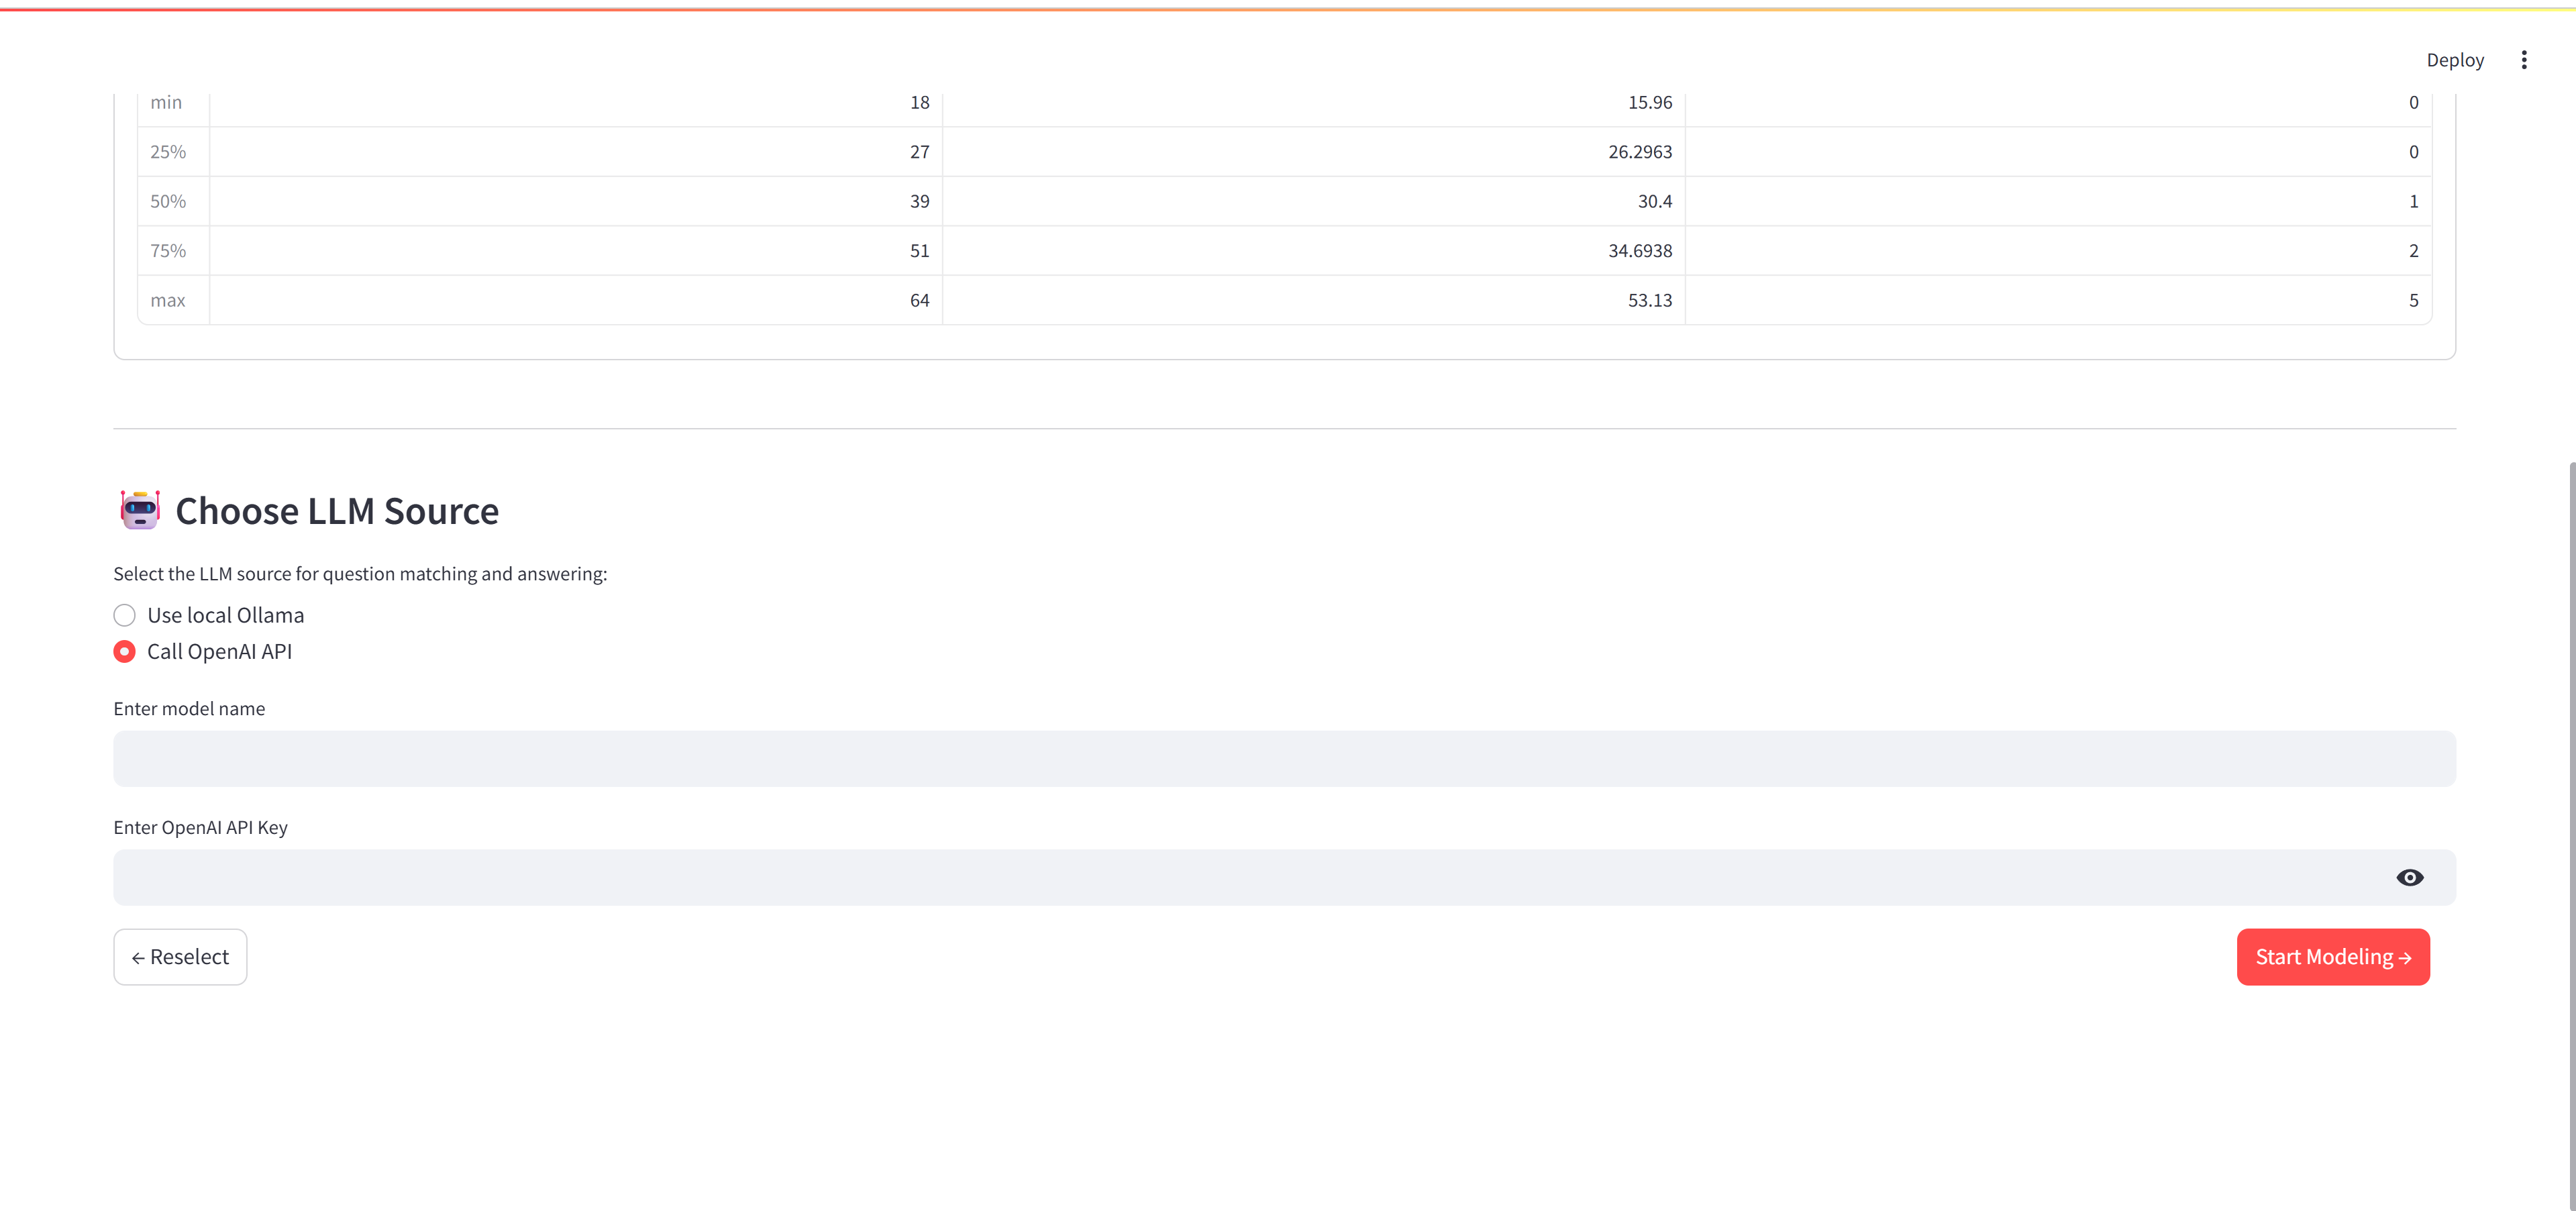 Deploy
min 18 15.96 0
25% 27 26.2963 0
50% 39 30.4 1
75% 51 34.6938 2
max 64 53.13 5
Choose LLM Source
Select the LLM source for question matching and answering:
Use local Ollama
Call OpenAI API
Enter model name
Enter OpenAI API Key
← Reselect
Start Modeling →